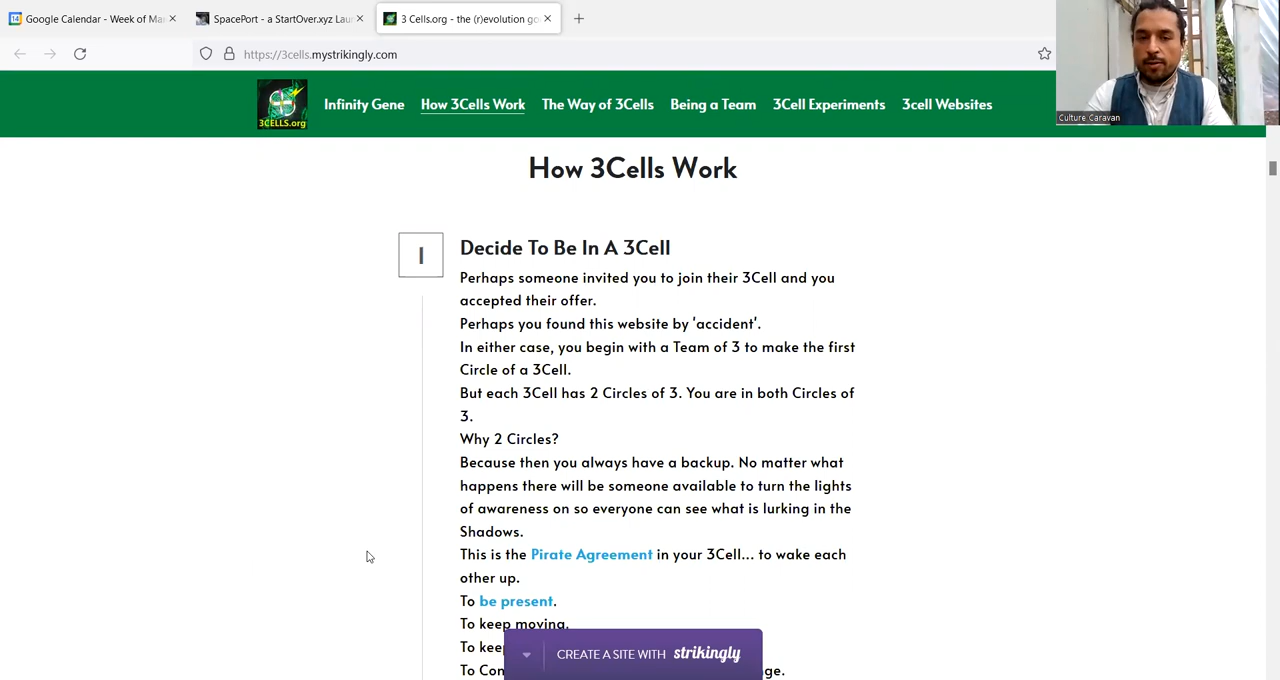 Google Calendar - Week of Ma
SpacePort - a StartOver.xyz Lau
3 Cells.org - the (r)evolution go
https://3cells.mystrikingly.com
3CELLS.org
Infinity Gene
How 3Cells Work
The Way of 3Cells
Being a Team
3Cell Experiments
3cell Websites
Culture Caravan
How 3Cells Work
1
Decide To Be In A 3Cell
Perhaps someone invited you to join their 3Cell and you
accepted their offer.
Perhaps you found this website by 'accident'.
In either case, you begin with a Team of 3 to make the first
Circle of a 3Cell.
But each 3Cell has 2 Circles of 3. You are in both Circles of
3.
Why 2 Circles?
Because then you always have a backup. No matter what
happens there will be someone available to turn the lights
of awareness on so everyone can see what is lurking in the
Shadows.
This is the Pirate Agreement in your 3Cell... to wake each
other up.
To be present.
To keep moving.
To
To
CREATE A SITE WITH strikingly